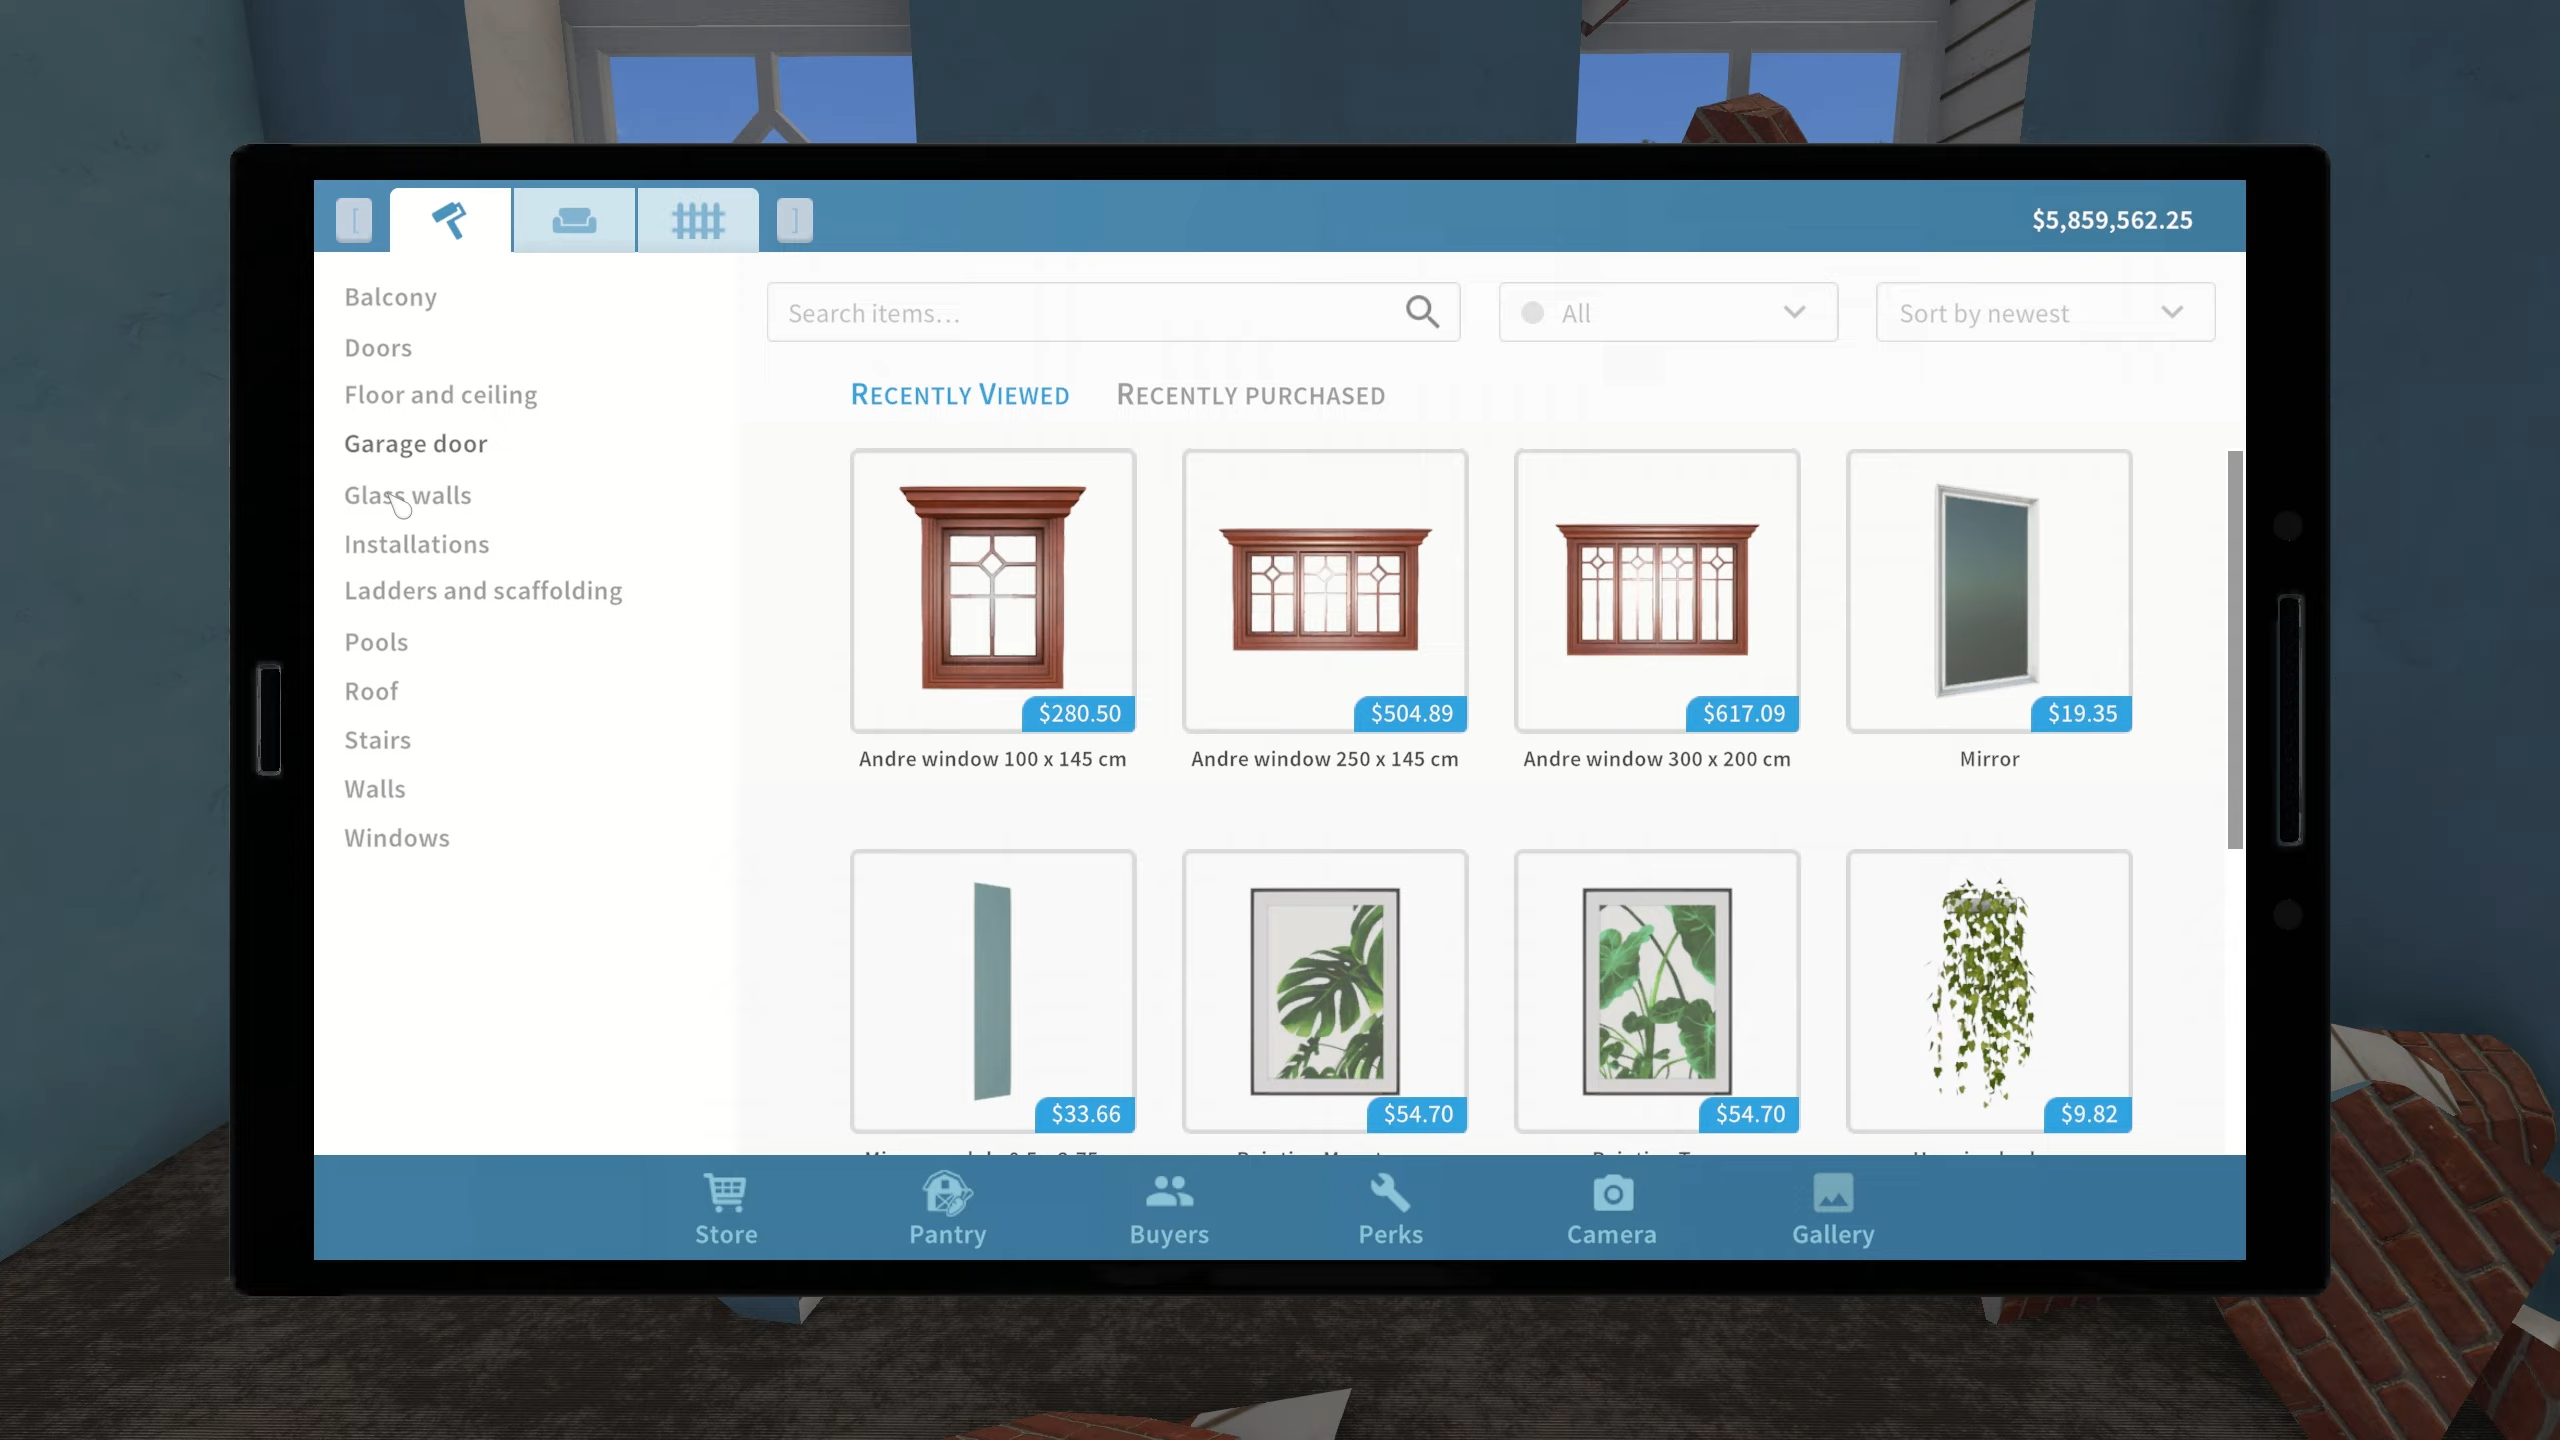 [
]
$5,859,562.25
Balcony
Doors
Floor and ceiling
Garage door
Glass walls
Installations
Ladders and scaffolding
Pools
Roof
Stairs
Walls
Windows
Search items...
All
Sort by newest
RECENTLY VIEWED
RECENTLY PURCHASED
$280.50
$504.89
$617.09
$19.35
Andre window 100 x 145 cm
Andre window 250 x 145 cm
Andre window 300 x 200 cm
Mirror
$33.66
$54.70
$54.70
$9.82
Store
Pantry
Buyers
Perks
Camera
Gallery